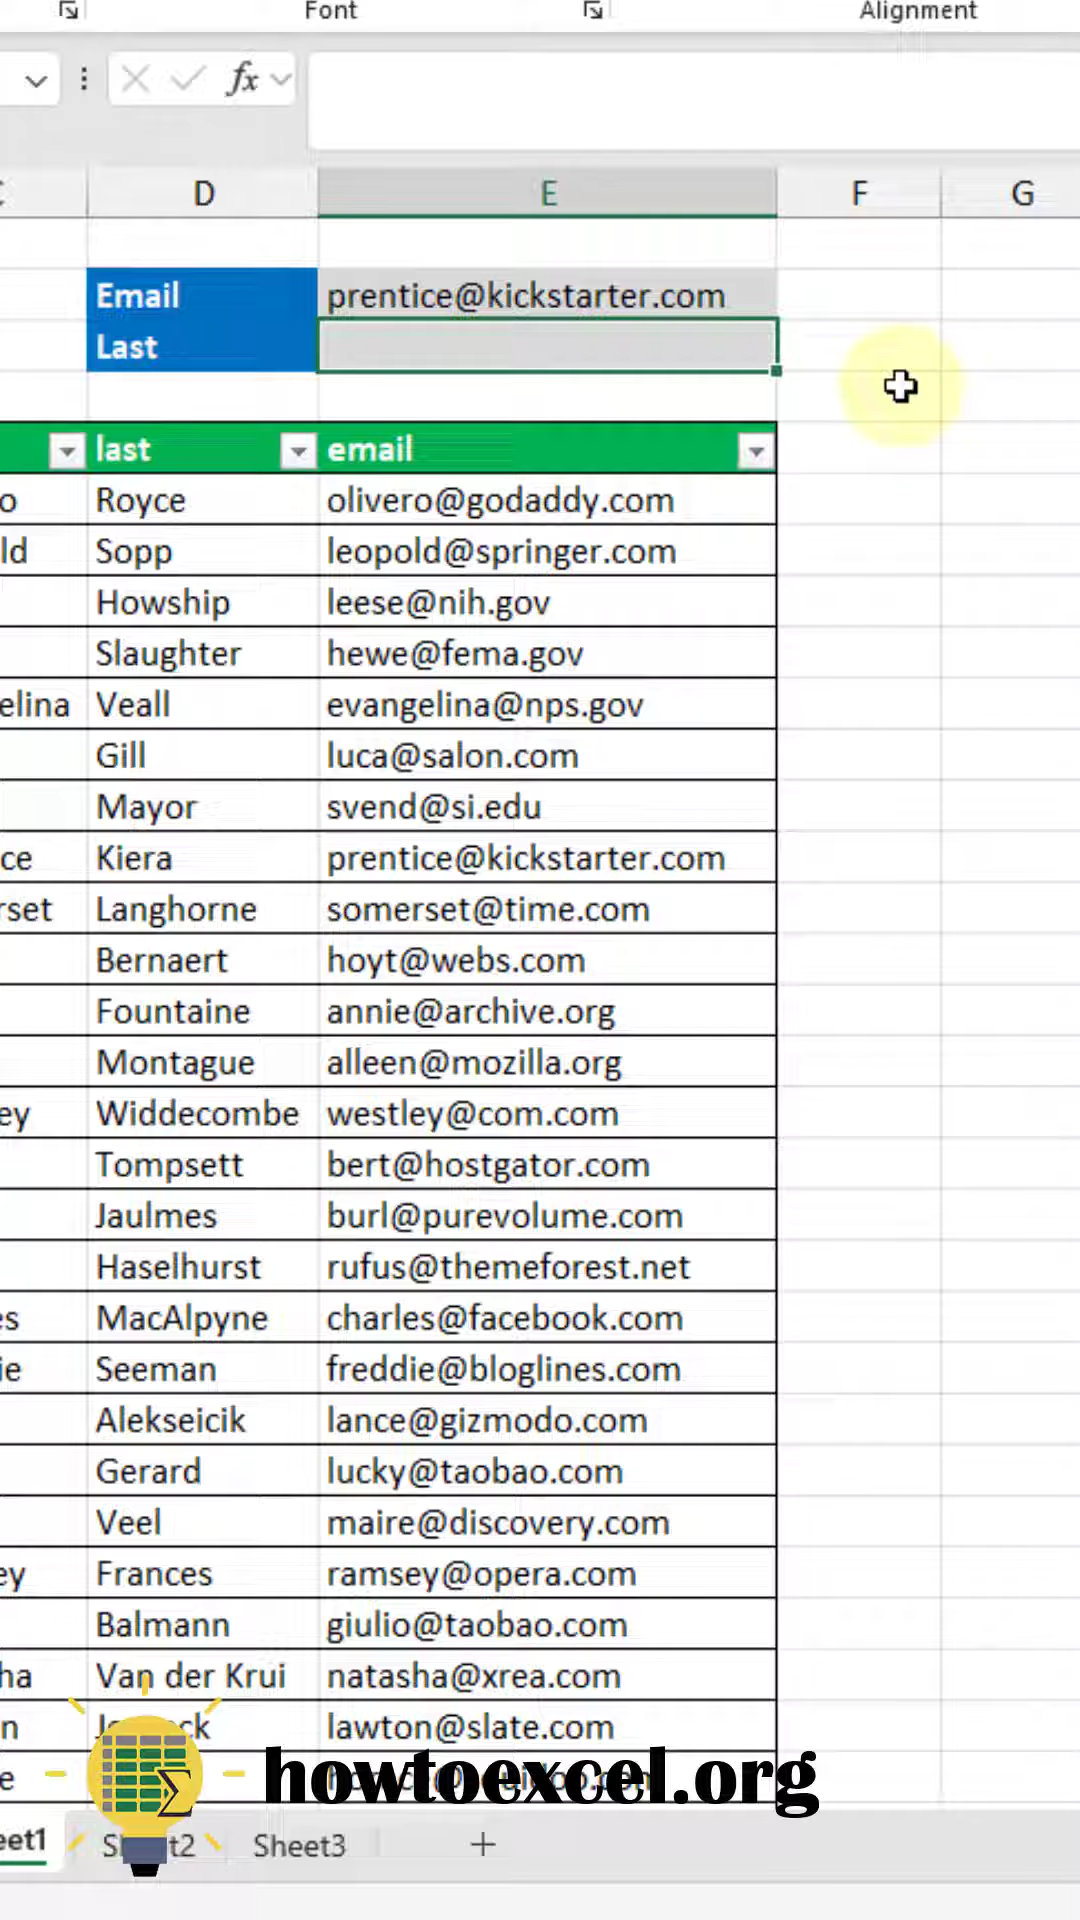 Font Alignment
fx
D E F G
Email prentice@kickstarter.com
Last
last email
o Royce olivero@godaddy.com
ld Sopp leopold@springer.com
Howship leese@nih.gov
Slaughter hewe@fema.gov
elina Veall evangelina@nps.gov
Gill luca@salon.com
Mayor svend@si.edu
ce Kiera prentice@kickstarter.com
rset Langhorne somerset@time.com
Bernaert hoyt@webs.com
Fountaine annie@archive.org
Montague alleen@mozilla.org
ey Widdecombe westley@com.com
Tompsett bert@hostgator.com
Jaulmes burl@purevolume.com
Haselhurst rufus@themeforest.net
es MacAlpyne charles@facebook.com
ie Seeman freddie@bloglines.com
Alekseicik lance@gizmodo.com
Gerard lucky@taobao.com
Veel maire@discovery.com
ey Frances ramsey@opera.com
Balmann giulio@taobao.com
ha Van der Krui natasha@xrea.com
n lawton@slate.com
e howtoexcel.org
eet1 Sheet2 Sheet3